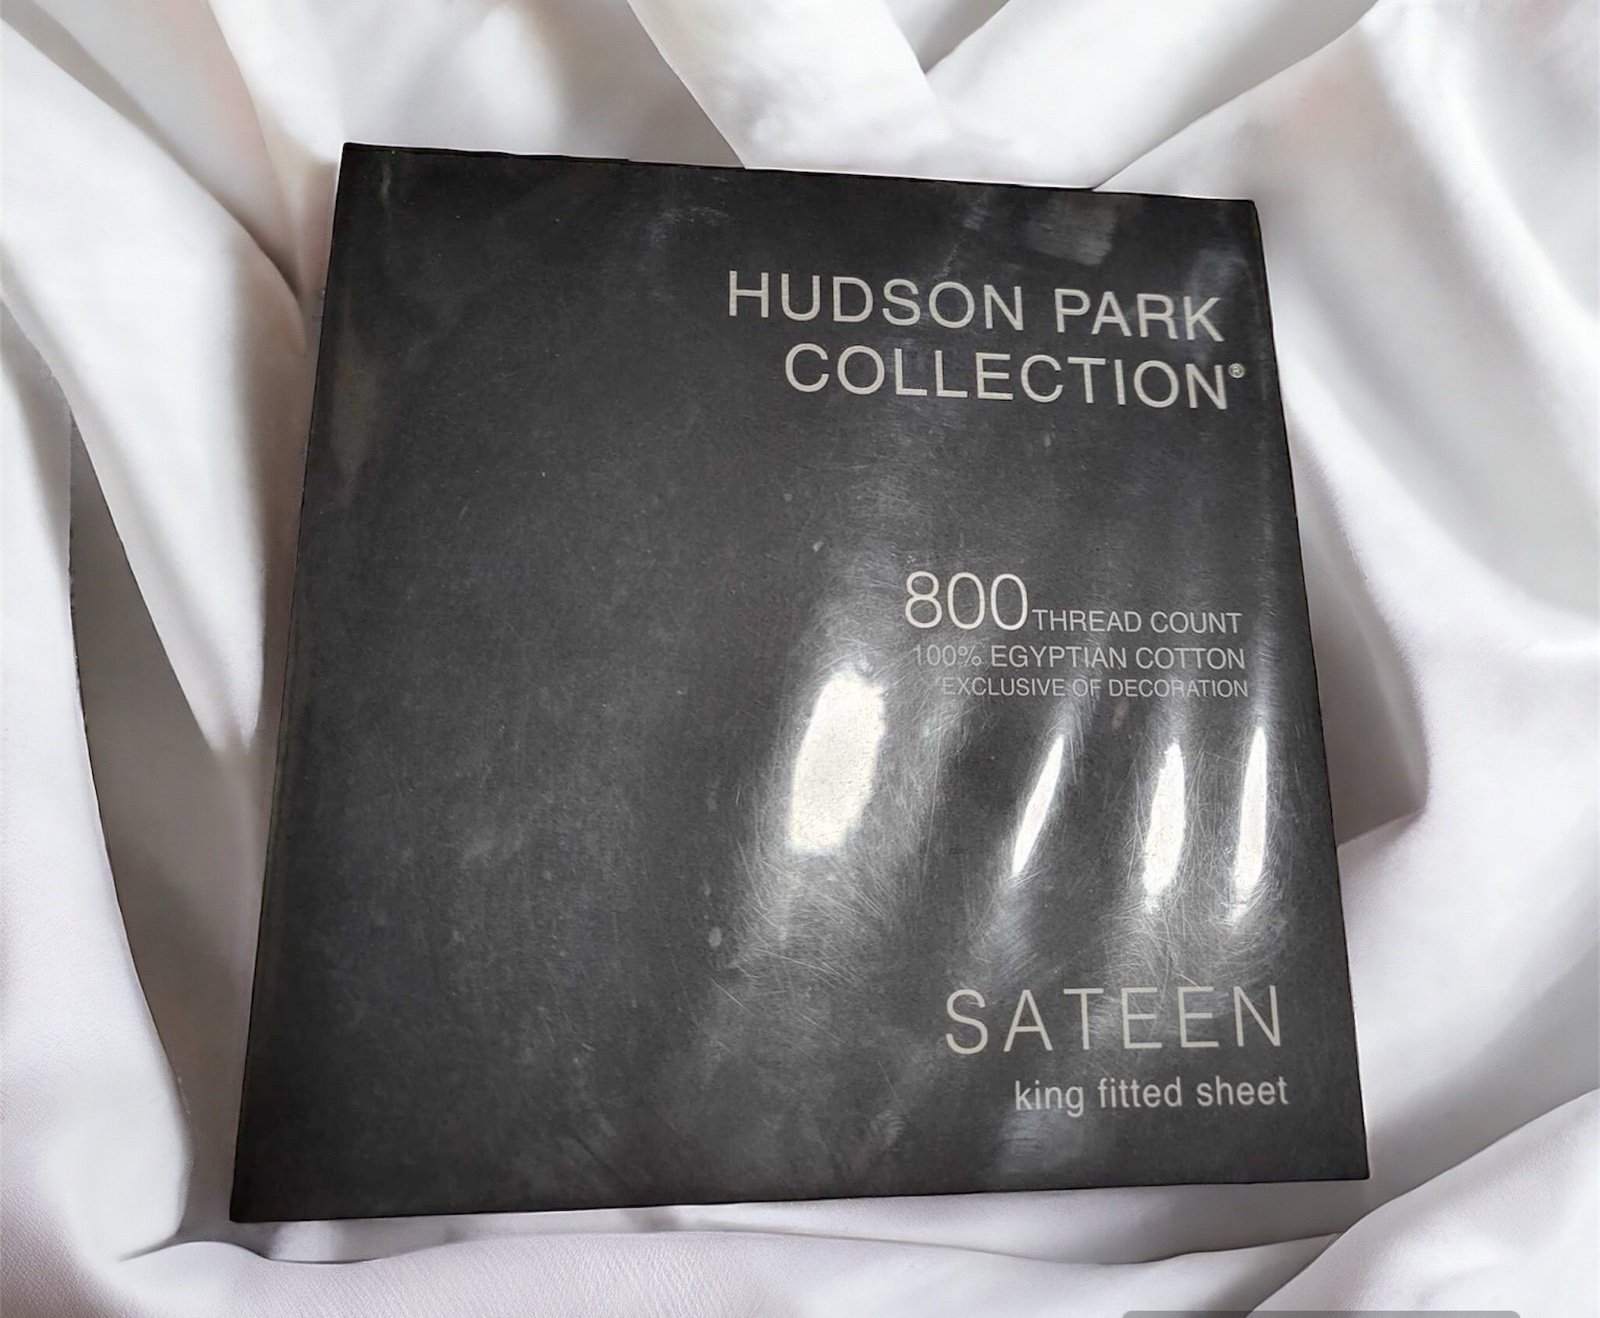 HUDSON PARK
COLLECTION®
800 THREAD COUNT
100% EGYPTIAN COTTON
EXCLUSIVE OF DECORATION
SATEEN
king fitted sheet